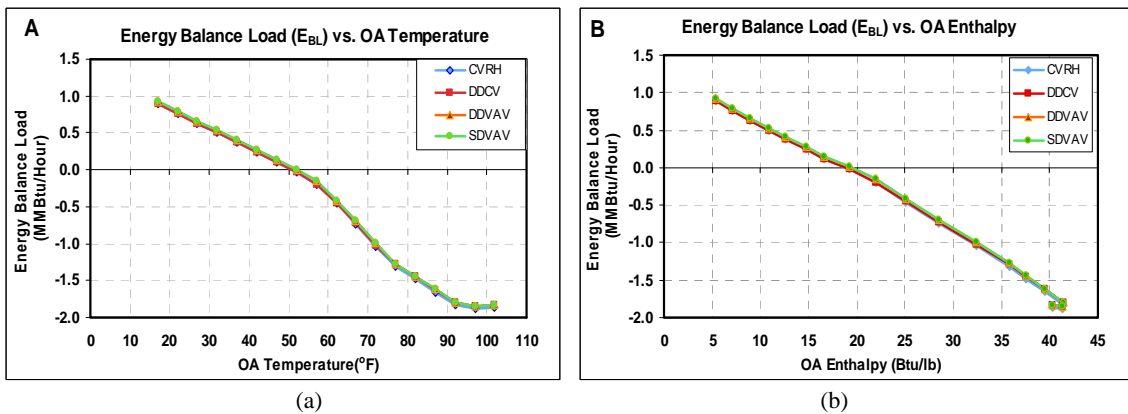 A
Energy Balance Load (EBL) vs. OA Temperature
Energy Balance Load
(MMBtu/Hour)
1.5
1.0
0.5
0.0
-0.5
-1.0
-1.5
-2.0
CVRH
DDCV
DDVAV
SDVAV
0 10 20 30 40 50 60 70 80 90 100 110
OA Temperature(°F)
(a)
B
Energy Balance Load (EBL) vs. OA Enthalpy
Energy Balance Load
(MMBtu/Hour)
1.5
1.0
0.5
0.0
-0.5
-1.0
-1.5
-2.0
CVRH
DDCV
DDVAV
SDVAV
0 5 10 15 20 25 30 35 40 45
OA Enthalpy (Btu/lb)
(b)